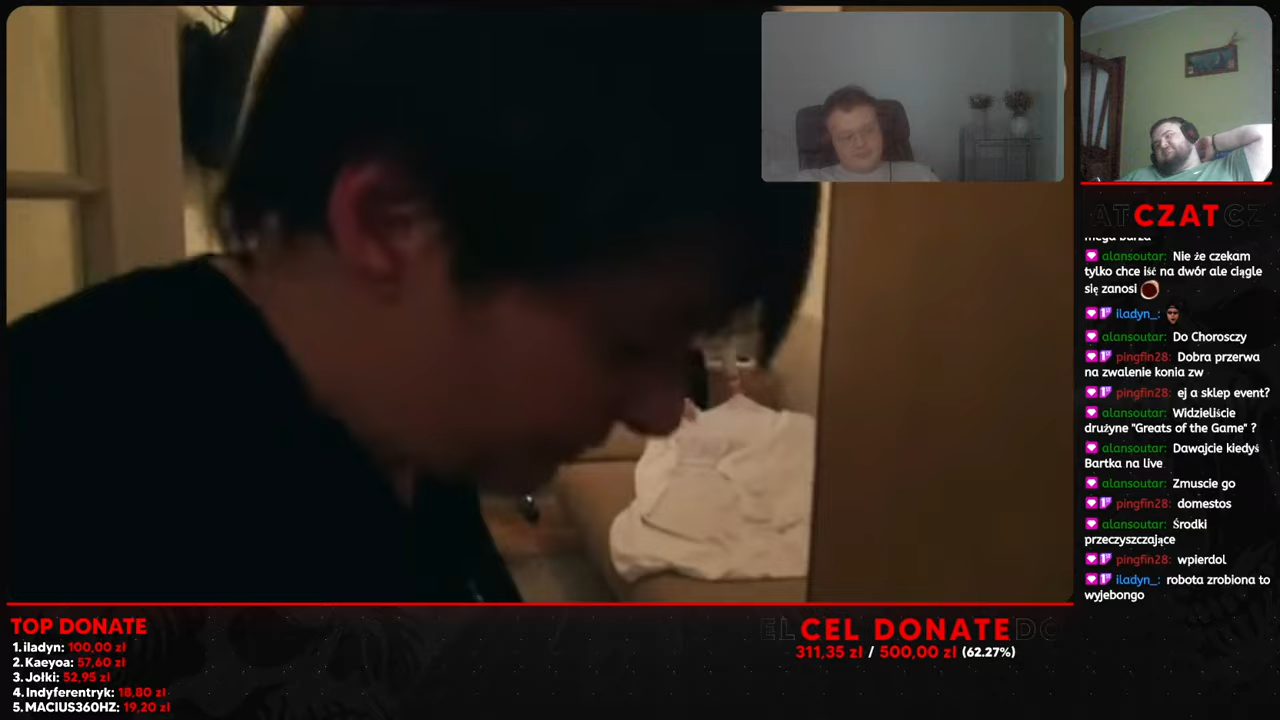 CZAT
mega barza
alansoutar: Nie że czekam
tylko chce iść na dwór ale ciągle
się zanosi
iladyn_:
alansoutar: Do Choroszczy
pingfin28: Dobra przerwa
na zwalenie konia zw
pingfin28: ej a sklep event?
alansoutar: Widzieliście
drużyne "Greats of the Game" ?
alansoutar: Dawajcie kiedyś
Bartka na live
alansoutar: Zmuscie go
pingfin28: domestos
alansoutar: Środki
przeczyszczające
pingfin28: wpierdol
iladyn_: robota zrobiona to
wyjebongo
TOP DONATE
1. iladyn: 100,00 zł
2. Kaeyoa: 57,60 zł
3. Jołki: 52,95 zł
4. Indyferentryk: 18,80 zł
5. MACIUS360HZ: 19,20 zł
CEL DONATE
311,35 zł / 500,00 zł (62.27%)